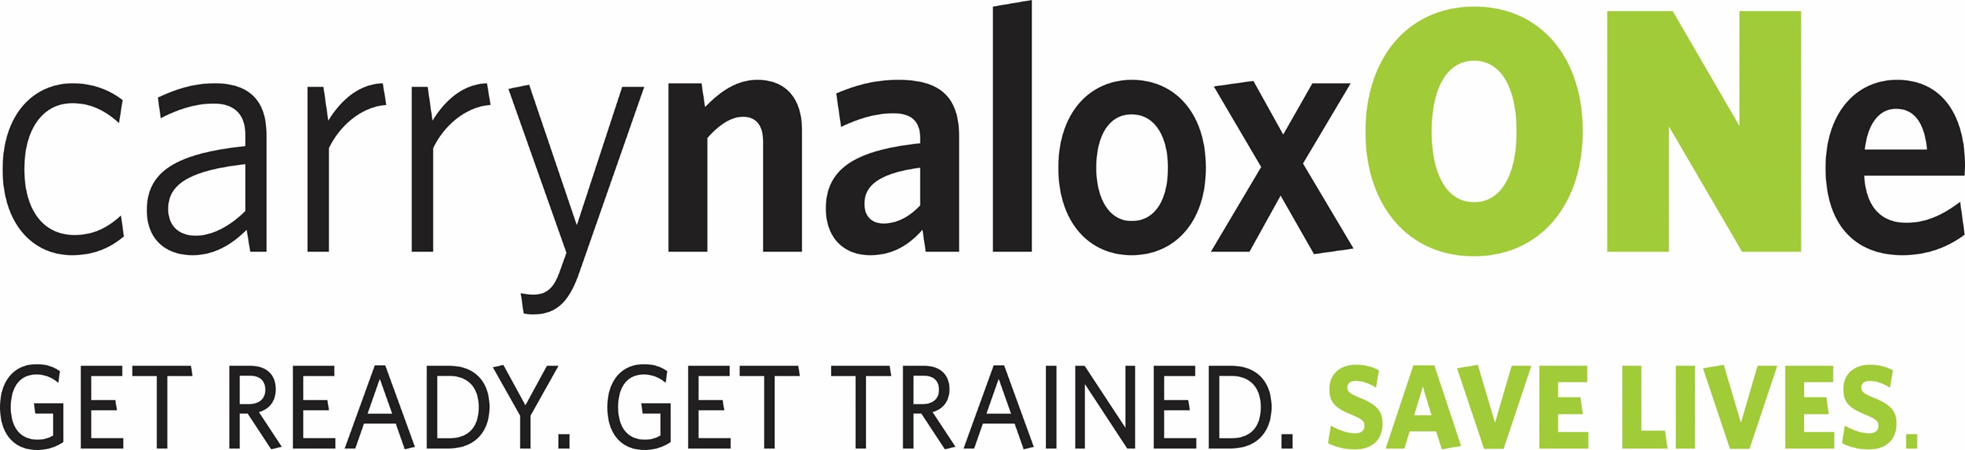 carrynaloxONe
GET READY. GET TRAINED. SAVE LIVES.